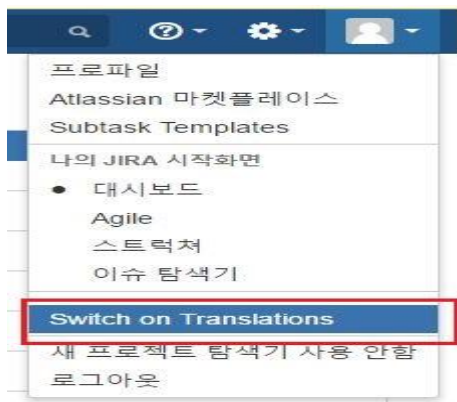 프로파일
Atlassian 마켓플레이스
Subtask Templates
나의 JIRA 시작화면
● 대시보드
Agile
스트럭쳐
이슈 탐색기
Switch on Translations
새 프로젝트 탐색기 사용 안함
로그아웃